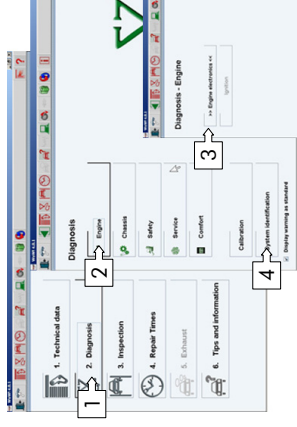 1. Technical data
2. Diagnosis
3. Inspection
4. Repair Times
5. Exhaust
6. Tips and information
1
Diagnosis
Engine
Chassis
Safety
Service
Comfort
Calibration
System identification
Display warning as standard
2
4
Diagnosis - Engine
>> Engine electronics <<
Ignition
3